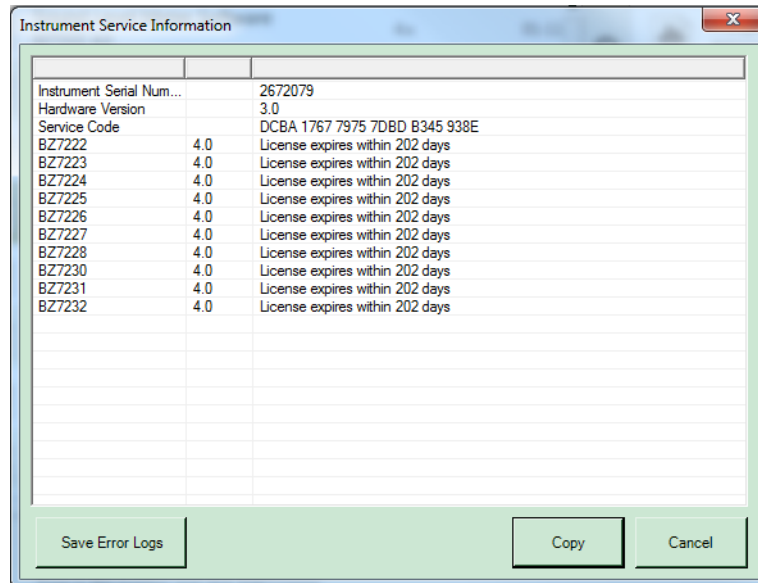 Instrument Service Information
Instrument Serial Num... 2672079
Hardware Version 3.0
Service Code DCBA 1767 7975 7DBD B345 938E
BZ7222 4.0 License expires within 202 days
BZ7223 4.0 License expires within 202 days
BZ7224 4.0 License expires within 202 days
BZ7225 4.0 License expires within 202 days
BZ7226 4.0 License expires within 202 days
BZ7227 4.0 License expires within 202 days
BZ7228 4.0 License expires within 202 days
BZ7230 4.0 License expires within 202 days
BZ7231 4.0 License expires within 202 days
BZ7232 4.0 License expires within 202 days
Save Error Logs Copy Cancel